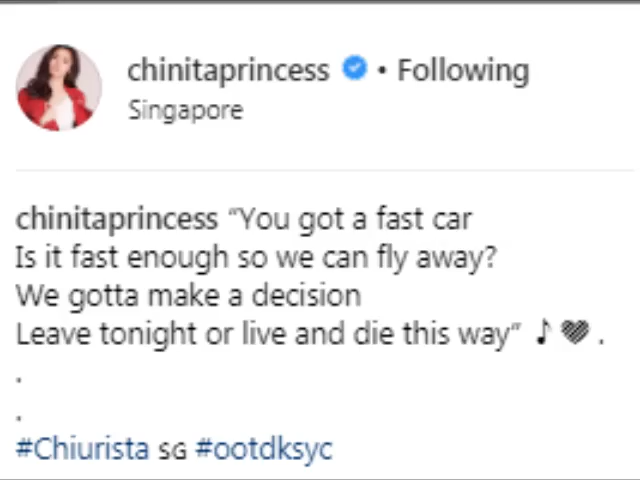 chinitaprincess • Following
Singapore
chinitaprincess “You got a fast car
Is it fast enough so we can fly away?
We gotta make a decision
Leave tonight or live and die this way” ♪ .
.
.
#Chiurista SG #ootdksyc